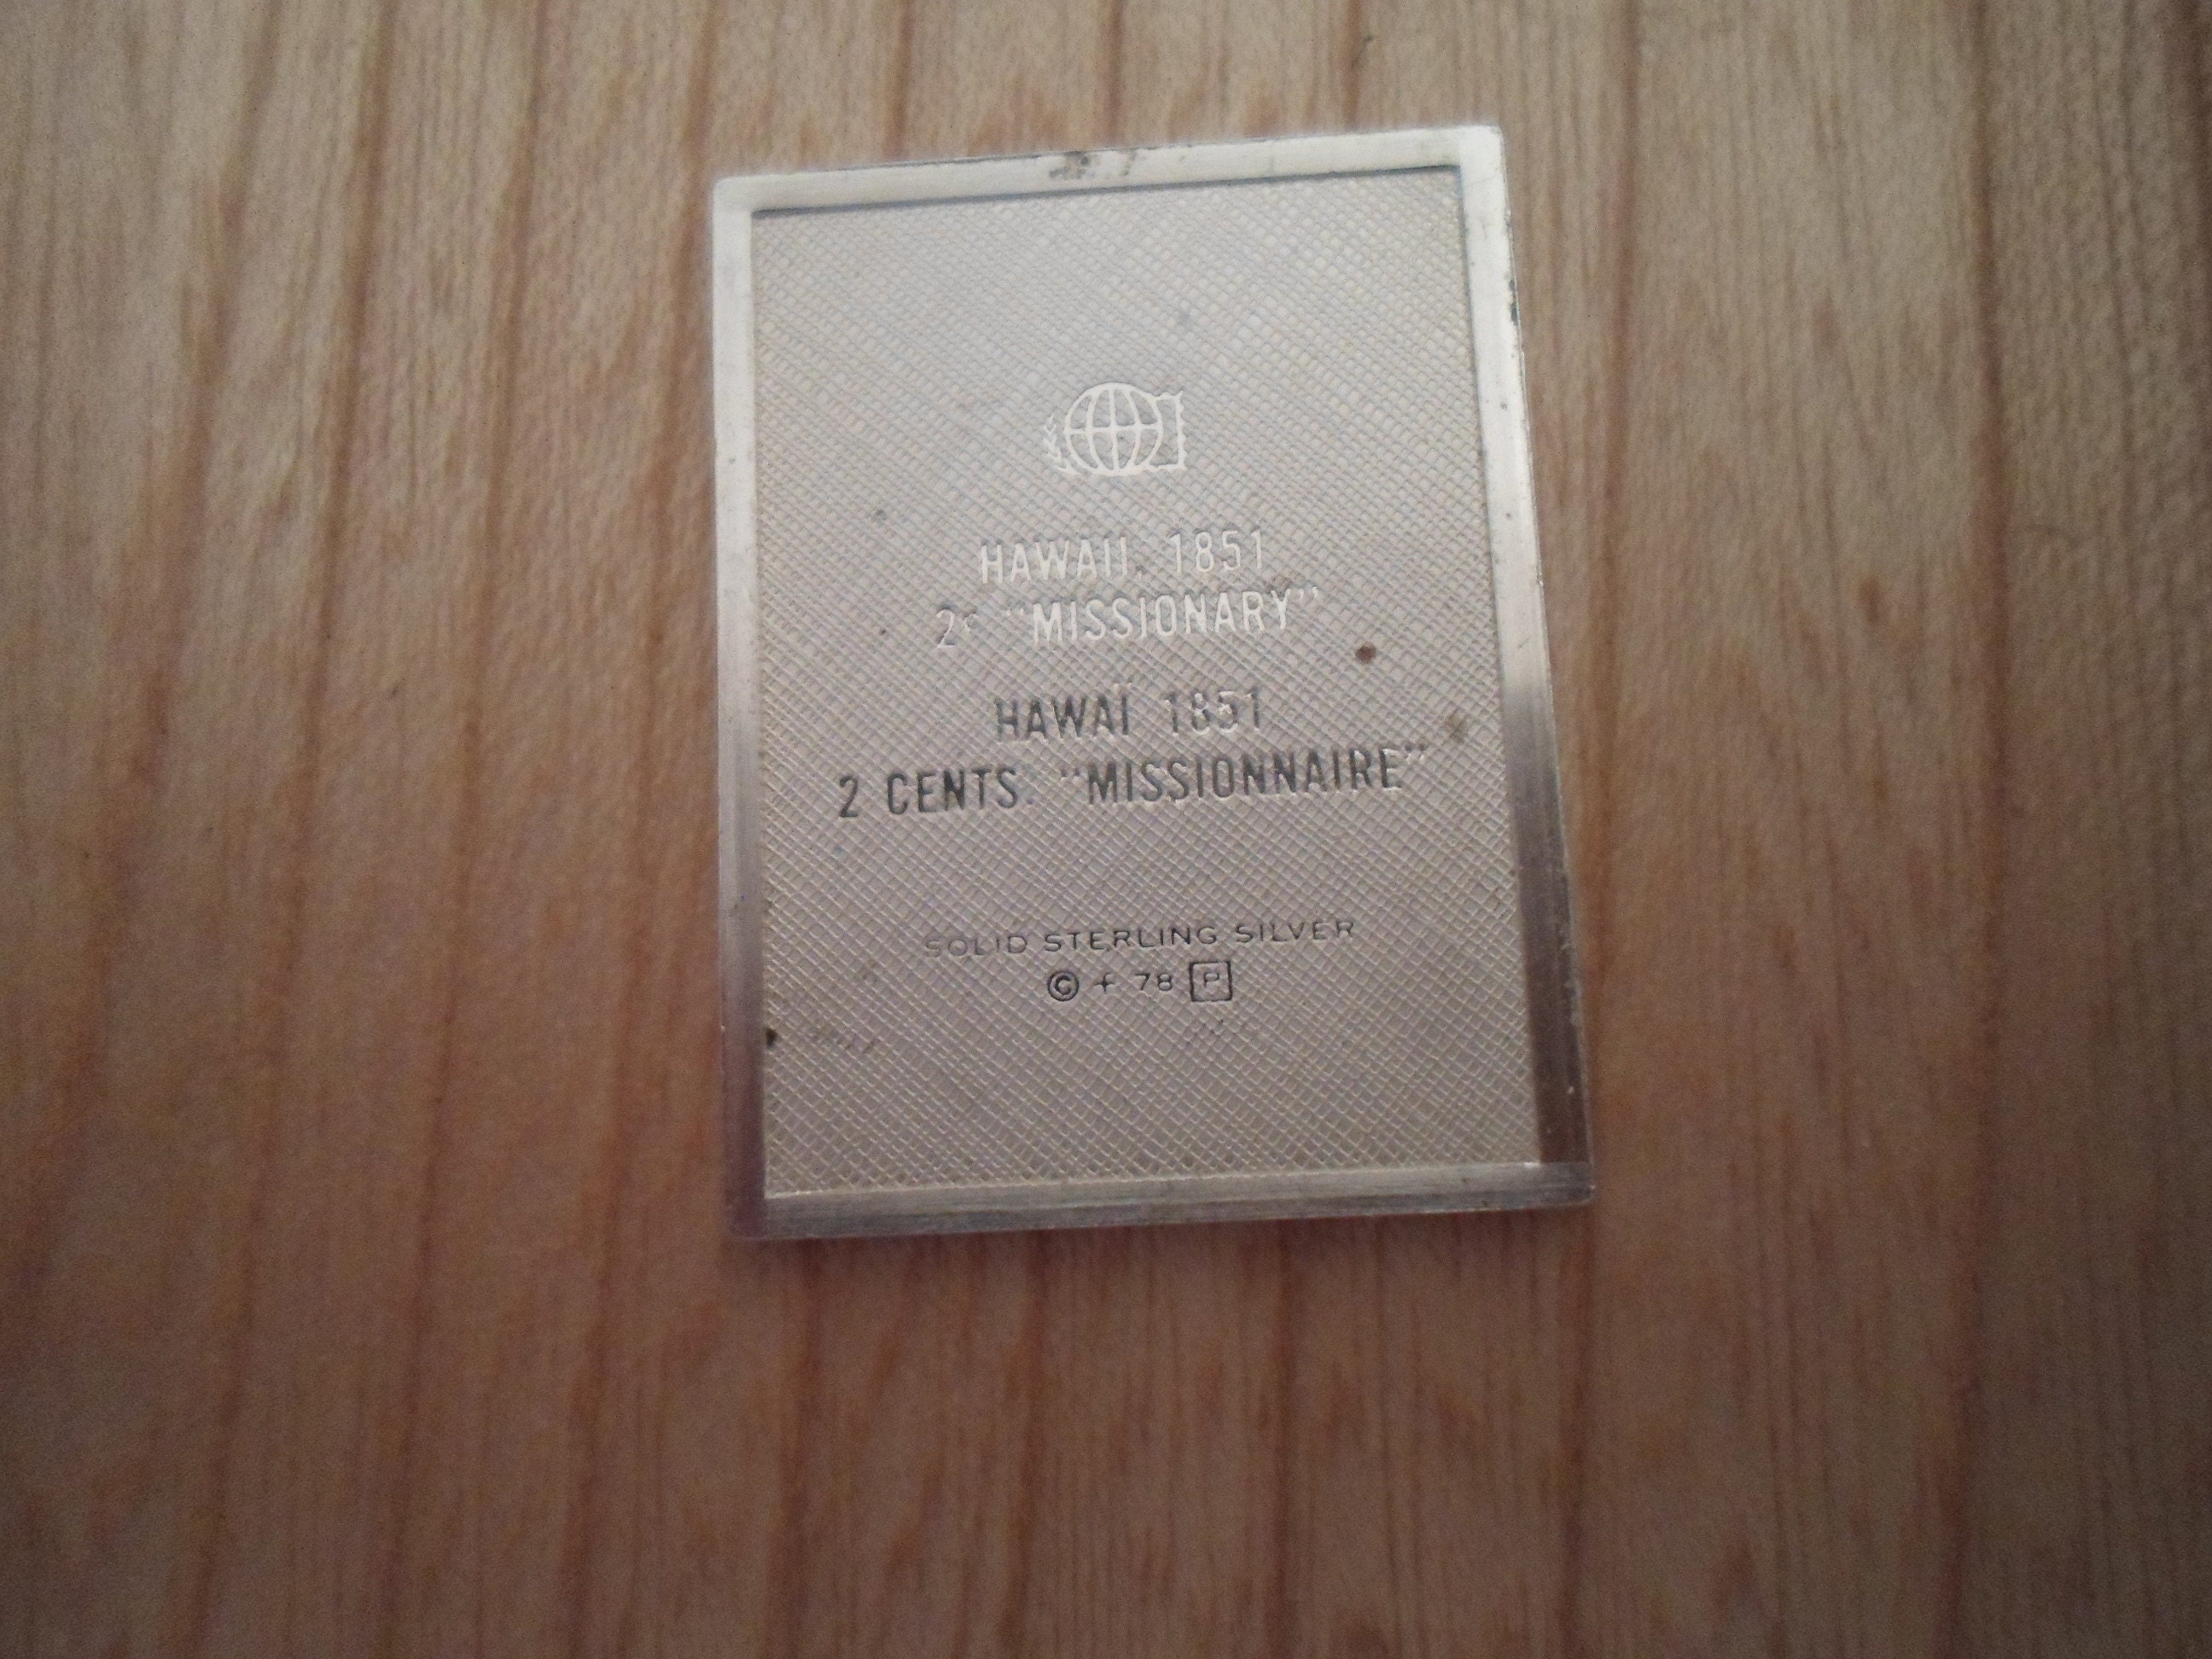 HAWAII. 1851
2¢ "MISSIONARY"
HAWAÏ 1851
2 CENTS. "MISSIONNAIRE"
SOLID STERLING SILVER
© f 78 P